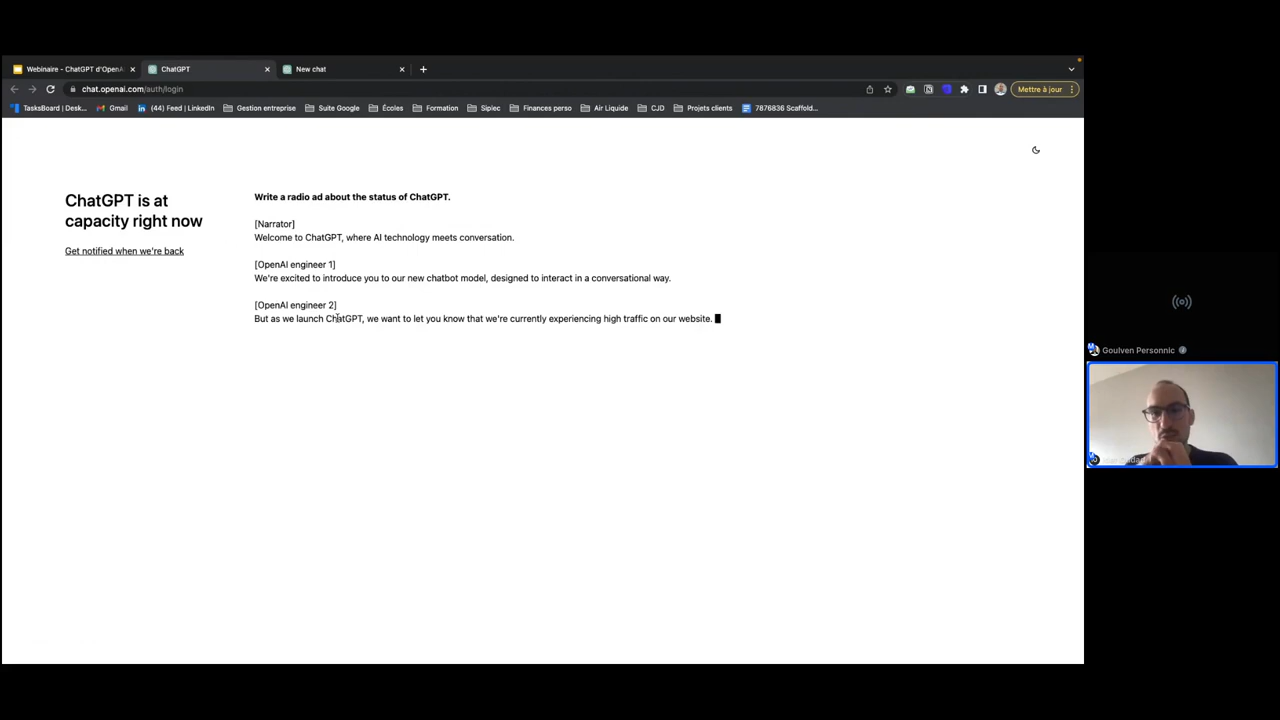 Webinaire - ChatGPT d'OpenA
ChatGPT
New chat
chat.openai.com/auth/login
Mettre à jour
TasksBoard | Desk...
Gmail
(44) Feed | LinkedIn
Gestion entreprise
Suite Google
Écoles
Formation
Siplec
Finances perso
Air Liquide
CJD
Projets clients
7876836 Scaffold...
ChatGPT is at
capacity right now
Get notified when we're back
Write a radio ad about the status of ChatGPT.
[Narrator]
Welcome to ChatGPT, where AI technology meets conversation.
[OpenAI engineer 1]
We're excited to introduce you to our new chatbot model, designed to interact in a conversational way.
[OpenAI engineer 2]
But as we launch ChatGPT, we want to let you know that we're currently experiencing high traffic on our website.
Goulven Personnic